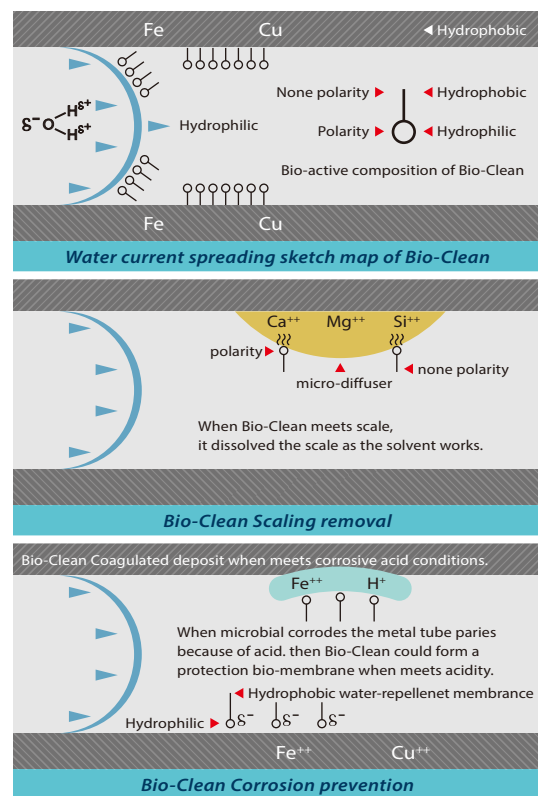 Fe Cu Hydrophobic
None polarity Hydrophobic
δ⁻ O H δ⁺ H δ⁺
Hydrophilic
Polarity Hydrophilic
Bio-active composition of Bio-Clean
Fe Cu
Water current spreading sketch map of Bio-Clean
Ca⁺⁺ Mg⁺⁺ Si⁺⁺
polarity
none polarity
micro-diffuser
When Bio-Clean meets scale,
it dissolved the scale as the solvent works.
Bio-Clean Scaling removal
Bio-Clean Coagulated deposit when meets corrosive acid conditions.
Fe⁺⁺ H⁺
When microbial corrodes the metal tube paries
because of acid. then Bio-Clean could form a
protection bio-membrane when meets acidity.
Hydrophobic water-repellenet membrance
Hydrophilic δ⁻ δ⁻ δ⁻
Fe⁺⁺ Cu⁺⁺
Bio-Clean Corrosion prevention